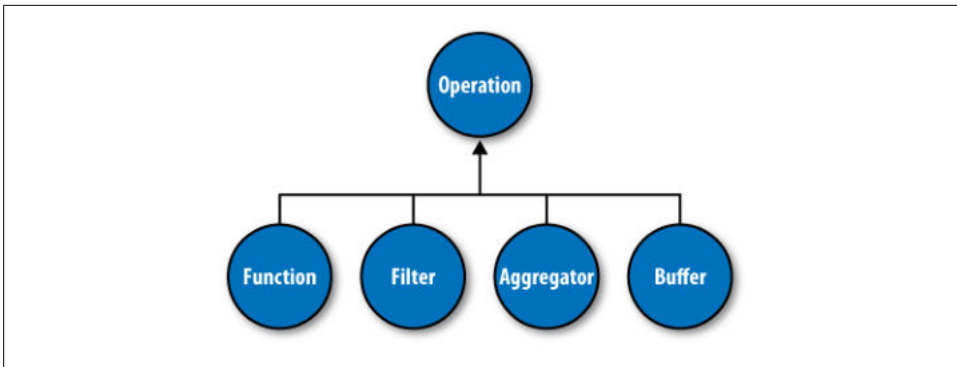 Operation
Function
Filter
Aggregator
Buffer